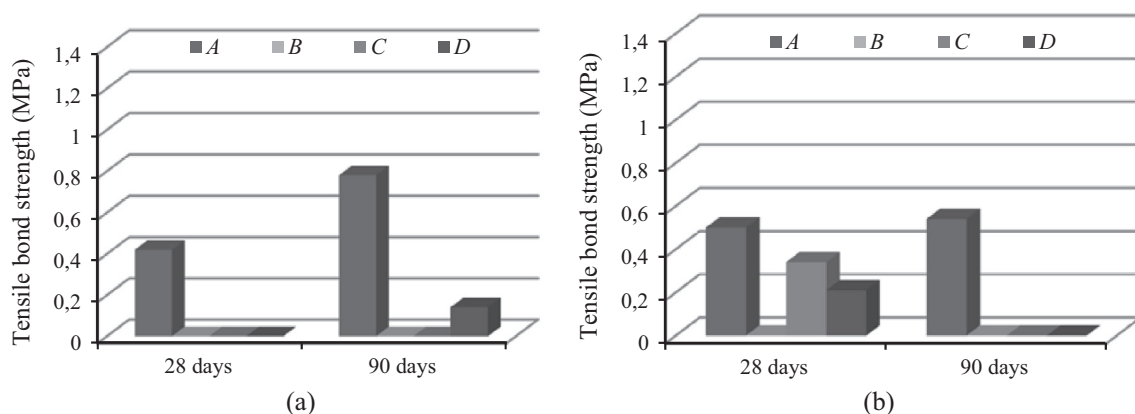 Tensile bond strength (MPa)
A B C D
1,4
1,2
1
0,8
0,6
0,4
0,2
0
28 days 90 days
(a)
Tensile bond strength (MPa)
A B C D
1,4
1,2
1
0,8
0,6
0,4
0,2
0
28 days 90 days
(b)